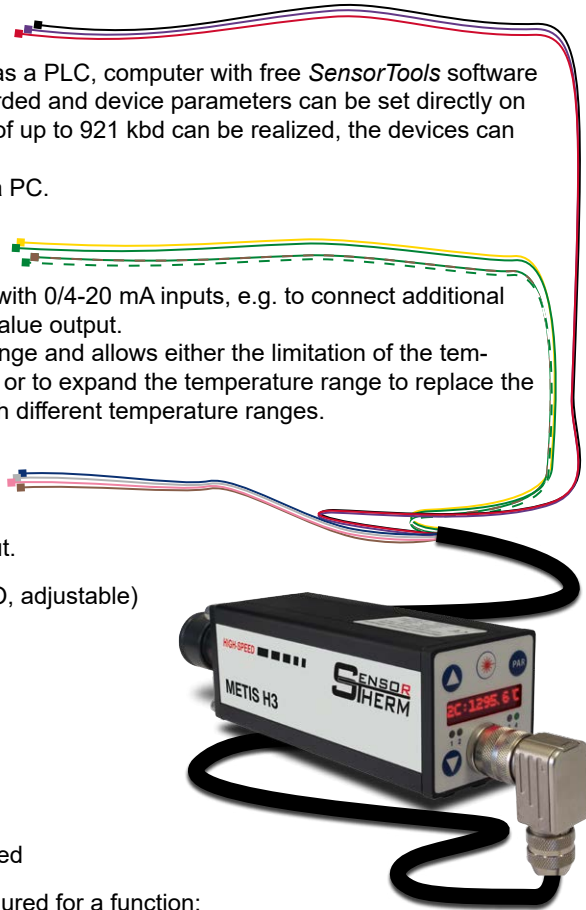 as a PLC, computer with free SensorTools software
rded and device parameters can be set directly on
of up to 921 kbd can be realized, the devices can
a PC.
with 0/4-20 mA inputs, e.g. to connect additional
alue output.
nge and allows either the limitation of the tem-
or to expand the temperature range to replace the
n different temperature ranges.
ut.
D, adjustable)
HIGH-SPEED
METIS H3
SENSOR
THERM
PAR
2C:1295.6°C
1 2
4
ed
ured for a function: